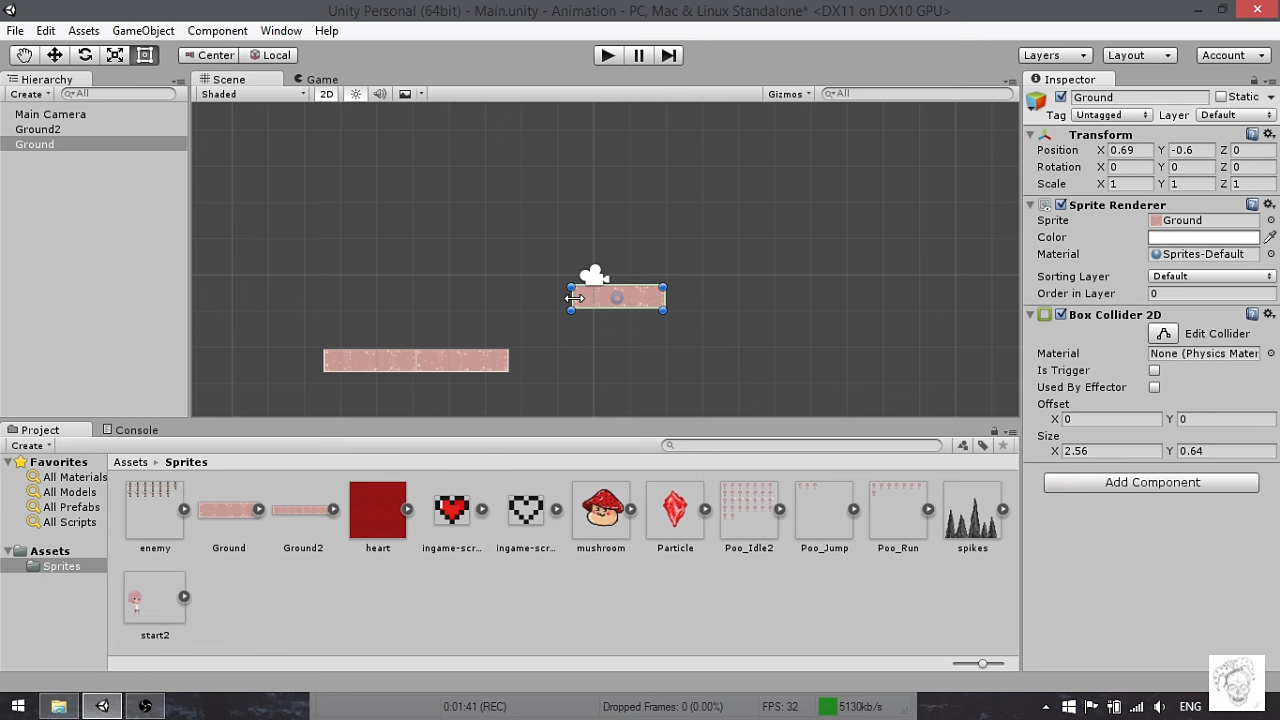 Unity Personal (64bit) - Main.unity - Animation - PC, Mac & Linux Standalone* <DX11 on DX10 GPU>
File Edit Assets GameObject Component Window Help
Center Local Layers Layout Account
Hierarchy Scene Game Inspector
Create All Shaded 2D Gizmos All
Ground Static
Main Camera
Ground2
Ground
Tag Untagged Layer Default
Transform
Position X 0.69 Y -0.6 Z 0
Rotation X 0 Y 0 Z 0
Scale X 1 Y 1 Z 1
Sprite Renderer
Sprite Ground
Color
Material Sprites-Default
Sorting Layer Default
Order in Layer 0
Box Collider 2D
Edit Collider
Material None (Physics Mater
Is Trigger
Used By Effector
Offset
X 0 Y 0
Size
X 2.56 Y 0.64
Add Component
Project Console
Create
Favorites
All Materials
All Models
All Prefabs
All Scripts
Assets
Sprites
Assets ▸ Sprites
enemy Ground Ground2 heart ingame-scr... ingame-scr... mushroom Particle Poo_Idle2 Poo_Jump Poo_Run spikes
start2
0:01:41 (REC) Dropped Frames: 0 (0.00%) FPS: 32 5130kb/s ENG